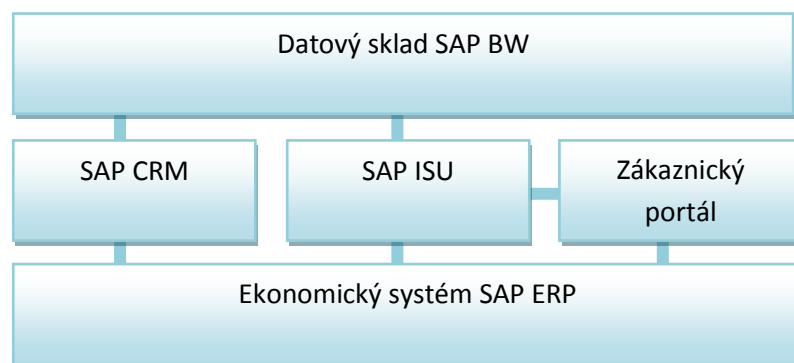 Datový sklad SAP BW
SAP CRM
SAP ISU
Zákaznický
portál
Ekonomický systém SAP ERP